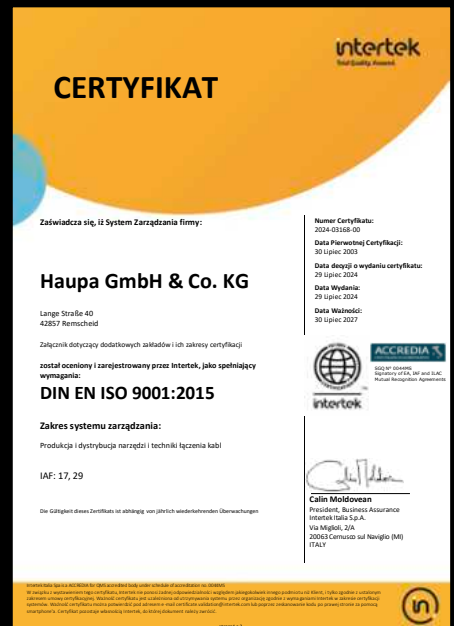 intertek
Total Quality. Assured.
CERTYFIKAT
Zaświadcza się, iż System Zarządzania firmy:
Haupa GmbH & Co. KG
Lange Straße 40
42857 Remscheid
Załącznik dotyczący dodatkowych zakładów i ich zakresy certyfikacji
został oceniony i zarejestrowany przez Intertek, jako spełniający
wymagania:
DIN EN ISO 9001:2015
Zakres systemu zarządzania:
Produkcja i dystrybucja narzędzi i techniki łączenia kabl
IAF: 17, 29
Die Gültigkeit dieses Zertifikats ist abhängig von jährlich wiederkehrenden Überwachungen
Numer Certyfikatu:
2024-03168-00
Data Pierwotnej Certyfikacji:
30 Lipiec 2003
Data decyzji o wydaniu certyfikatu:
29 Lipiec 2024
Data Wydania:
29 Lipiec 2024
Data Ważności:
30 Lipiec 2027
intertek
ACCREDIA
SGQ N° 0044MS
Signatory of EA, IAF and ILAC
Mutual Recognition Agreements
Calin Moldovean
President, Business Assurance
Intertek Italia S.p.A.
Via Miglioli, 2/A
20063 Cernusco sul Naviglio (MI)
ITALY